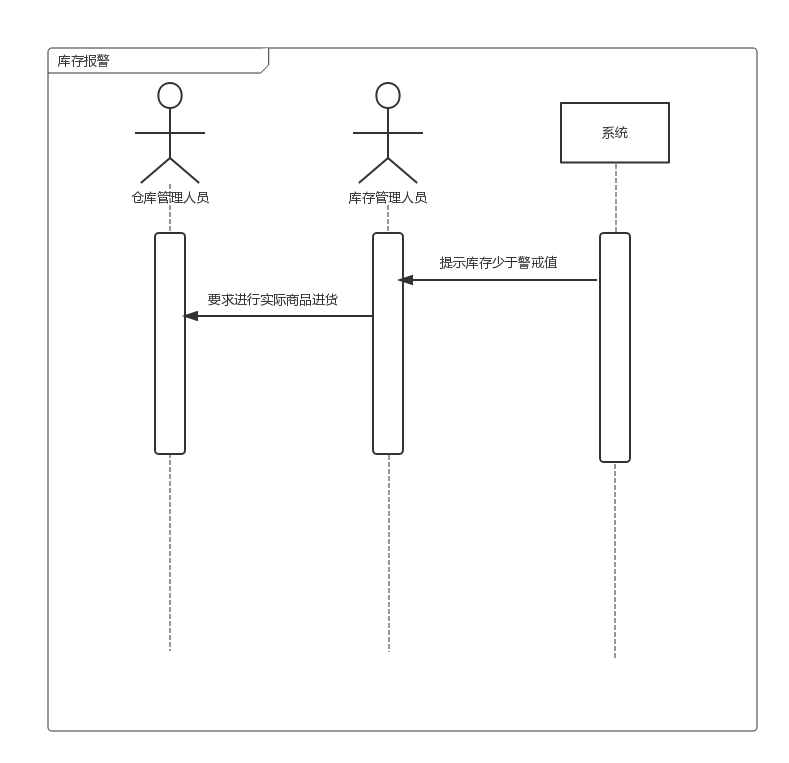 库存报警
仓库管理人员
库存管理人员
系统
提示库存少于警戒值
要求进行实际商品进货